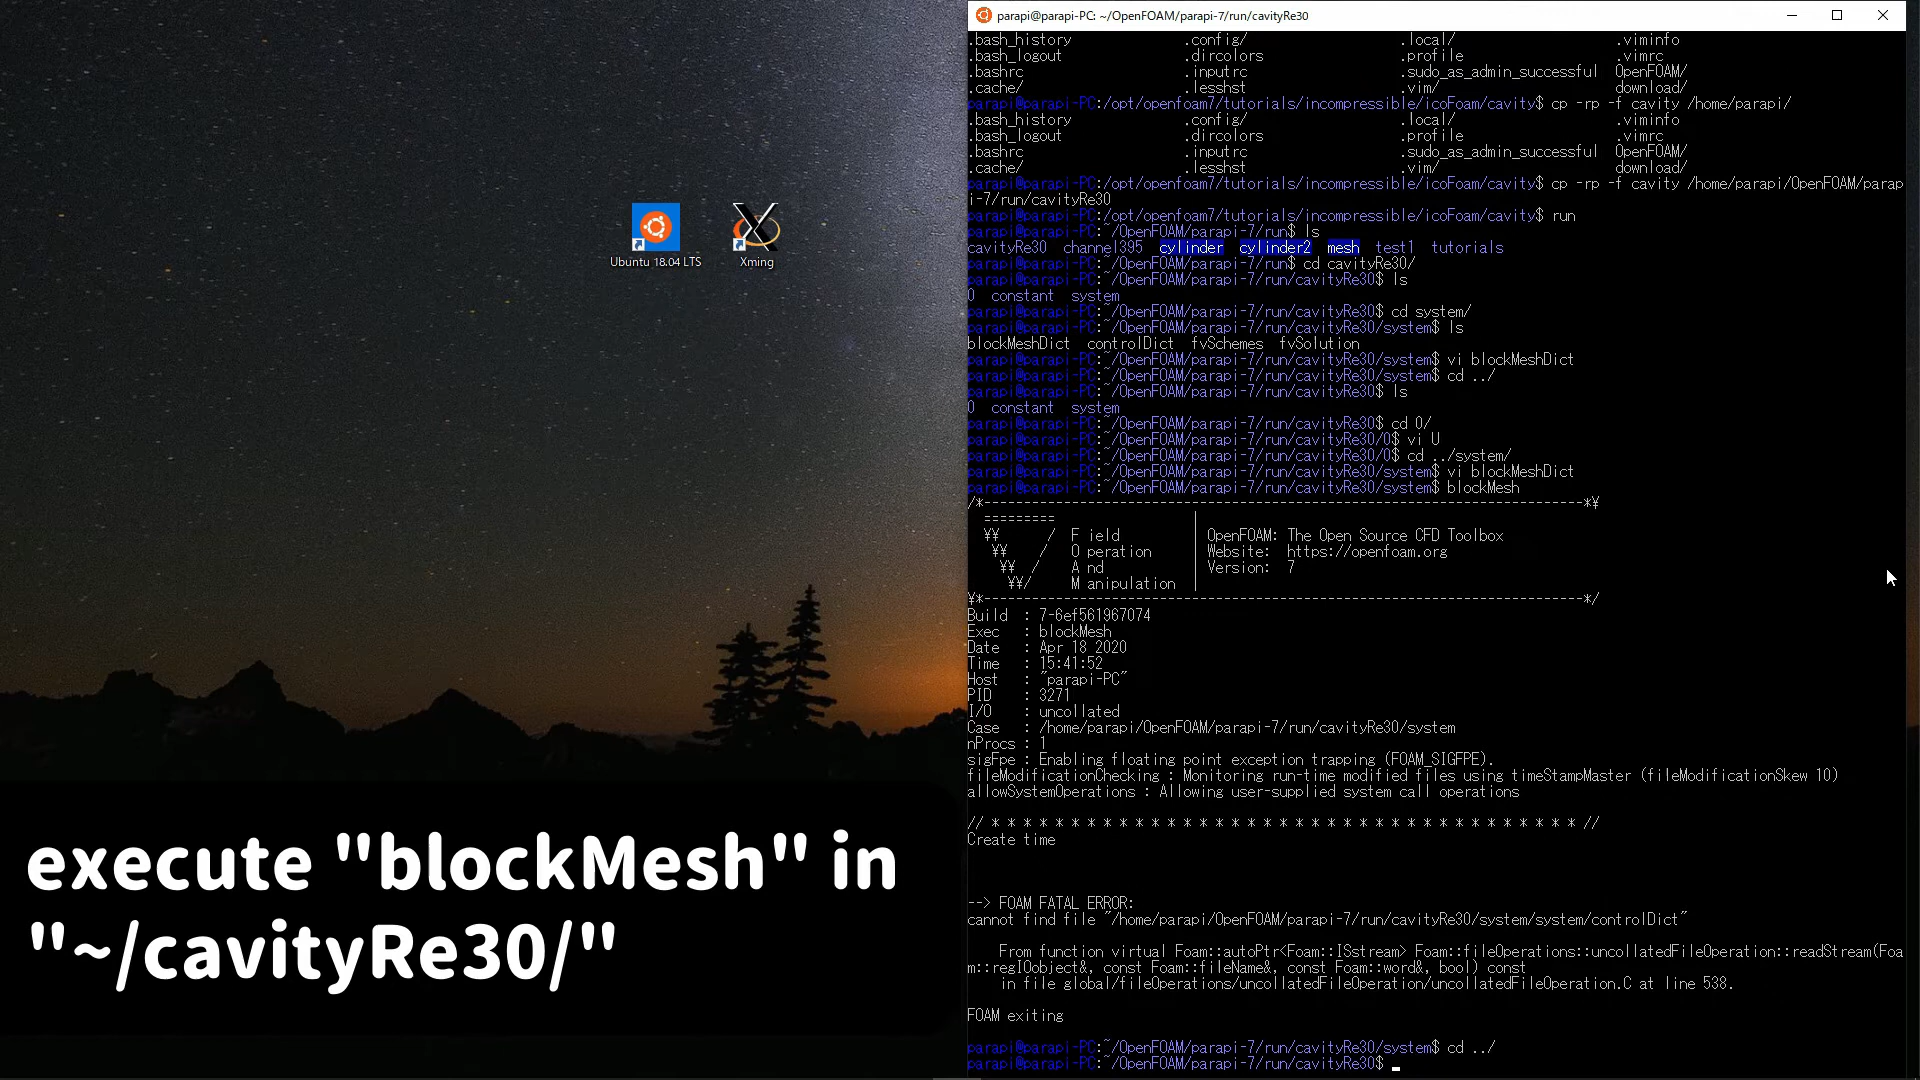 parapi@parapi-PC: ~/OpenFOAM/parapi-7/run/cavityRe30
.bash_history .config/ .local/ .viminfo
.bash_logout .dircolors .profile .vimrc
.bashrc .inputrc .sudo_as_admin_successful OpenFOAM/
.cache/ .lesshst .vim/ download/
parapi@parapi-PC:/opt/openfoam7/tutorials/incompressible/icoFoam/cavity$ cp -rp -f cavity /home/parapi/
.bash_history .config/ .local/ .viminfo
.bash_logout .dircolors .profile .vimrc
.bashrc .inputrc .sudo_as_admin_successful OpenFOAM/
.cache/ .lesshst .vim/ download/
parapi@parapi-PC:/opt/openfoam7/tutorials/incompressible/icoFoam/cavity$ cp -rp -f cavity /home/parapi/OpenFOAM/parap
i-7/run/cavityRe30
parapi@parapi-PC:/opt/openfoam7/tutorials/incompressible/icoFoam/cavity$ run
parapi@parapi-PC:~/OpenFOAM/parapi-7/run$ ls
cavityRe30 channel395 cylinder cylinder2 mesh test1 tutorials
parapi@parapi-PC:~/OpenFOAM/parapi-7/run$ cd cavityRe30/
parapi@parapi-PC:~/OpenFOAM/parapi-7/run/cavityRe30$ ls
0 constant system
parapi@parapi-PC:~/OpenFOAM/parapi-7/run/cavityRe30$ cd system/
parapi@parapi-PC:~/OpenFOAM/parapi-7/run/cavityRe30/system$ ls
blockMeshDict controlDict fvSchemes fvSolution
parapi@parapi-PC:~/OpenFOAM/parapi-7/run/cavityRe30/system$ vi blockMeshDict
parapi@parapi-PC:~/OpenFOAM/parapi-7/run/cavityRe30/system$ cd ../
parapi@parapi-PC:~/OpenFOAM/parapi-7/run/cavityRe30$ ls
0 constant system
parapi@parapi-PC:~/OpenFOAM/parapi-7/run/cavityRe30$ cd 0/
parapi@parapi-PC:~/OpenFOAM/parapi-7/run/cavityRe30/0$ vi U
parapi@parapi-PC:~/OpenFOAM/parapi-7/run/cavityRe30/0$ cd ../system/
parapi@parapi-PC:~/OpenFOAM/parapi-7/run/cavityRe30/system$ vi blockMeshDict
parapi@parapi-PC:~/OpenFOAM/parapi-7/run/cavityRe30/system$ blockMesh
/*---------------------------------------------------------------------------*¥
=========                 |
¥¥      /  F ield         | OpenFOAM: The Open Source CFD Toolbox
¥¥    /   O peration     | Website:  https://openfoam.org
¥¥  /    A nd           | Version:  7
¥¥/     M anipulation  |
¥*---------------------------------------------------------------------------*/
Build : 7-6ef561967074
Exec : blockMesh
Date : Apr 18 2020
Time : 15:41:52
Host : "parapi-PC"
PID : 3271
I/O : uncollated
Case : /home/parapi/OpenFOAM/parapi-7/run/cavityRe30/system
nProcs : 1
sigFpe : Enabling floating point exception trapping (FOAM_SIGFPE).
fileModificationChecking : Monitoring run-time modified files using timeStampMaster (fileModificationSkew 10)
allowSystemOperations : Allowing user-supplied system call operations
// * * * * * * * * * * * * * * * * * * * * * * * * * * * * * * * * * * * * * //
Create time
--> FOAM FATAL ERROR:
cannot find file "/home/parapi/OpenFOAM/parapi-7/run/cavityRe30/system/system/controlDict"
From function virtual Foam::autoPtr<Foam::ISstream> Foam::fileOperations::uncollatedFileOperation::readStream(Foa
m::regIOobject&, const Foam::fileName&, const Foam::word&, bool) const
in file global/fileOperations/uncollatedFileOperation/uncollatedFileOperation.C at line 538.
FOAM exiting
parapi@parapi-PC:~/OpenFOAM/parapi-7/run/cavityRe30/system$ cd ../
parapi@parapi-PC:~/OpenFOAM/parapi-7/run/cavityRe30$
Ubuntu 18.04 LTS
Xming
execute "blockMesh" in
"~/cavityRe30/"